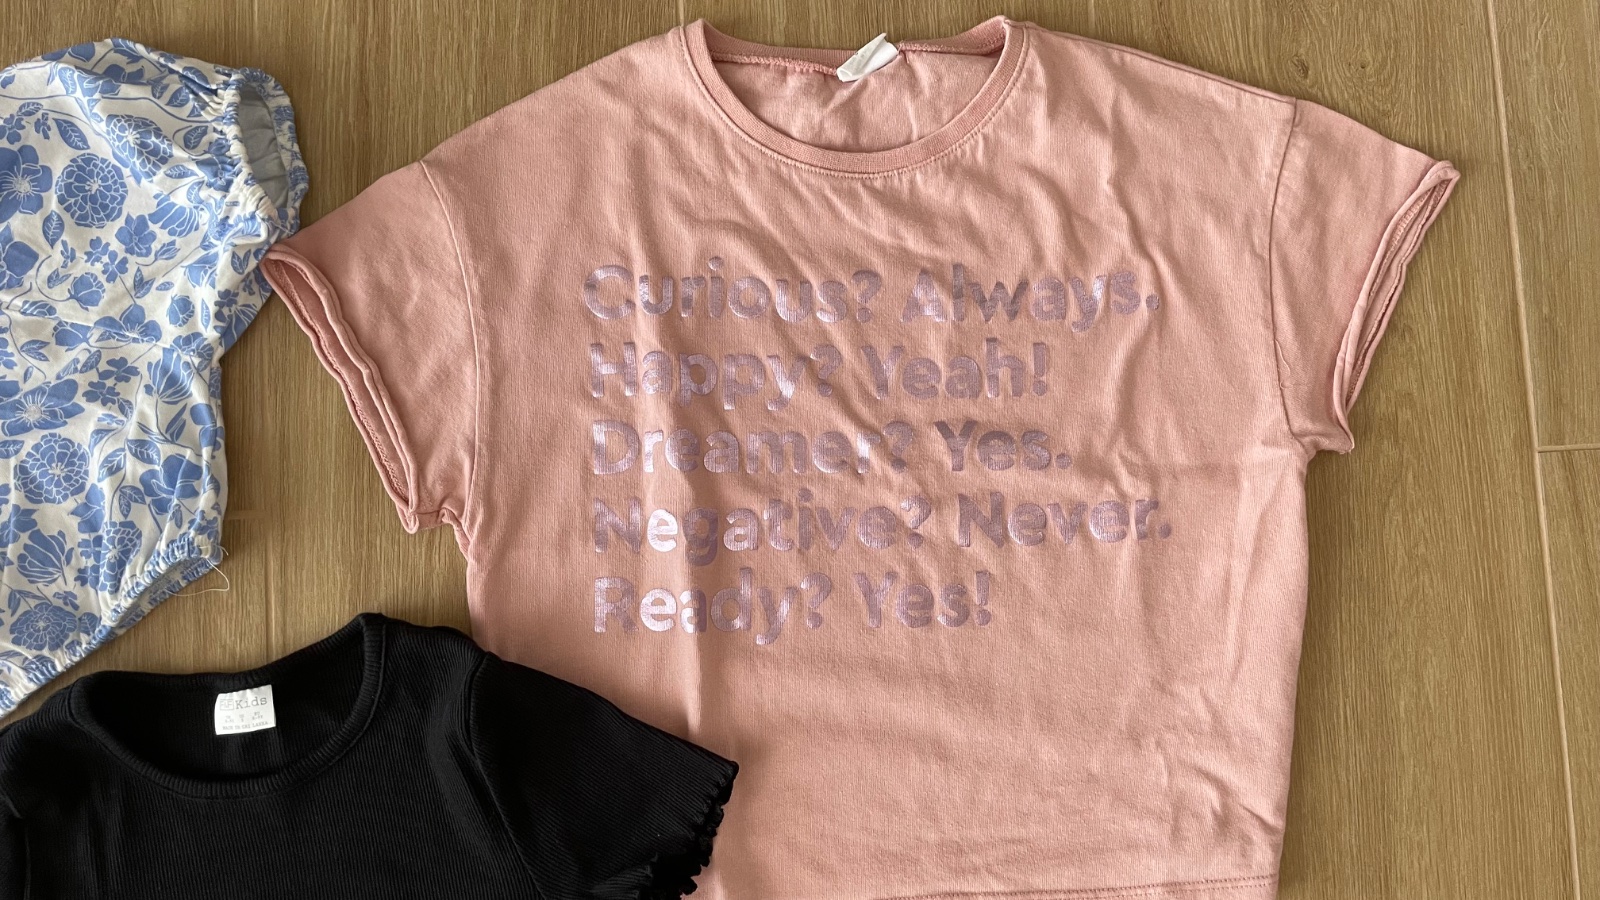 Curious? Always.
Happy? Yeah!
Dreamer? Yes.
Negative? Never.
Ready? Yes!
Kids